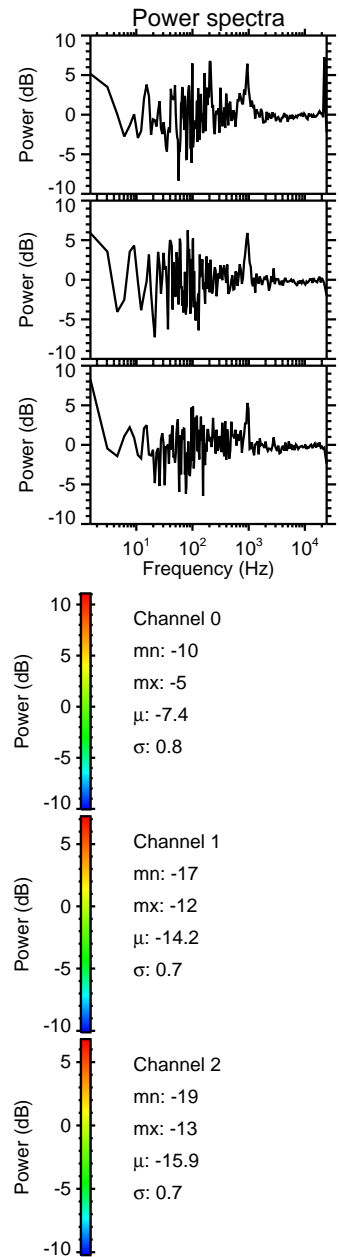 Power spectra
10
5
0
-5
-10
Power (dB)
10
5
0
-5
-10
Power (dB)
10
5
0
-5
-10
Power (dB)
10¹ 10² 10³ 10⁴
Frequency (Hz)
10
5
0
-5
-10
Power (dB)
Channel 0
mn: -10
mx: -5
μ: -7.4
σ: 0.8
5
0
-5
-10
Power (dB)
Channel 1
mn: -17
mx: -12
μ: -14.2
σ: 0.7
5
0
-5
-10
Power (dB)
Channel 2
mn: -19
mx: -13
μ: -15.9
σ: 0.7